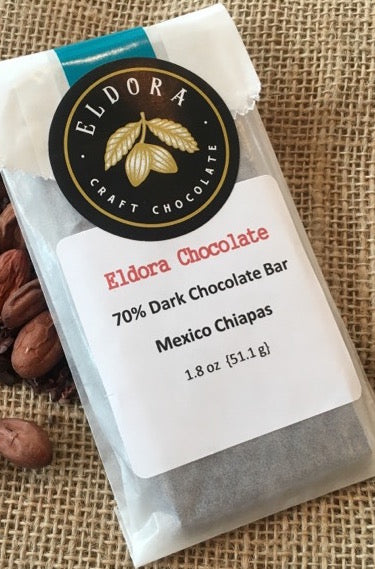 · ELDORA ·
CRAFT CHOCOLATE
Eldora Chocolate
70% Dark Chocolate Bar
Mexico Chiapas
1.8 oz {51.1 g}